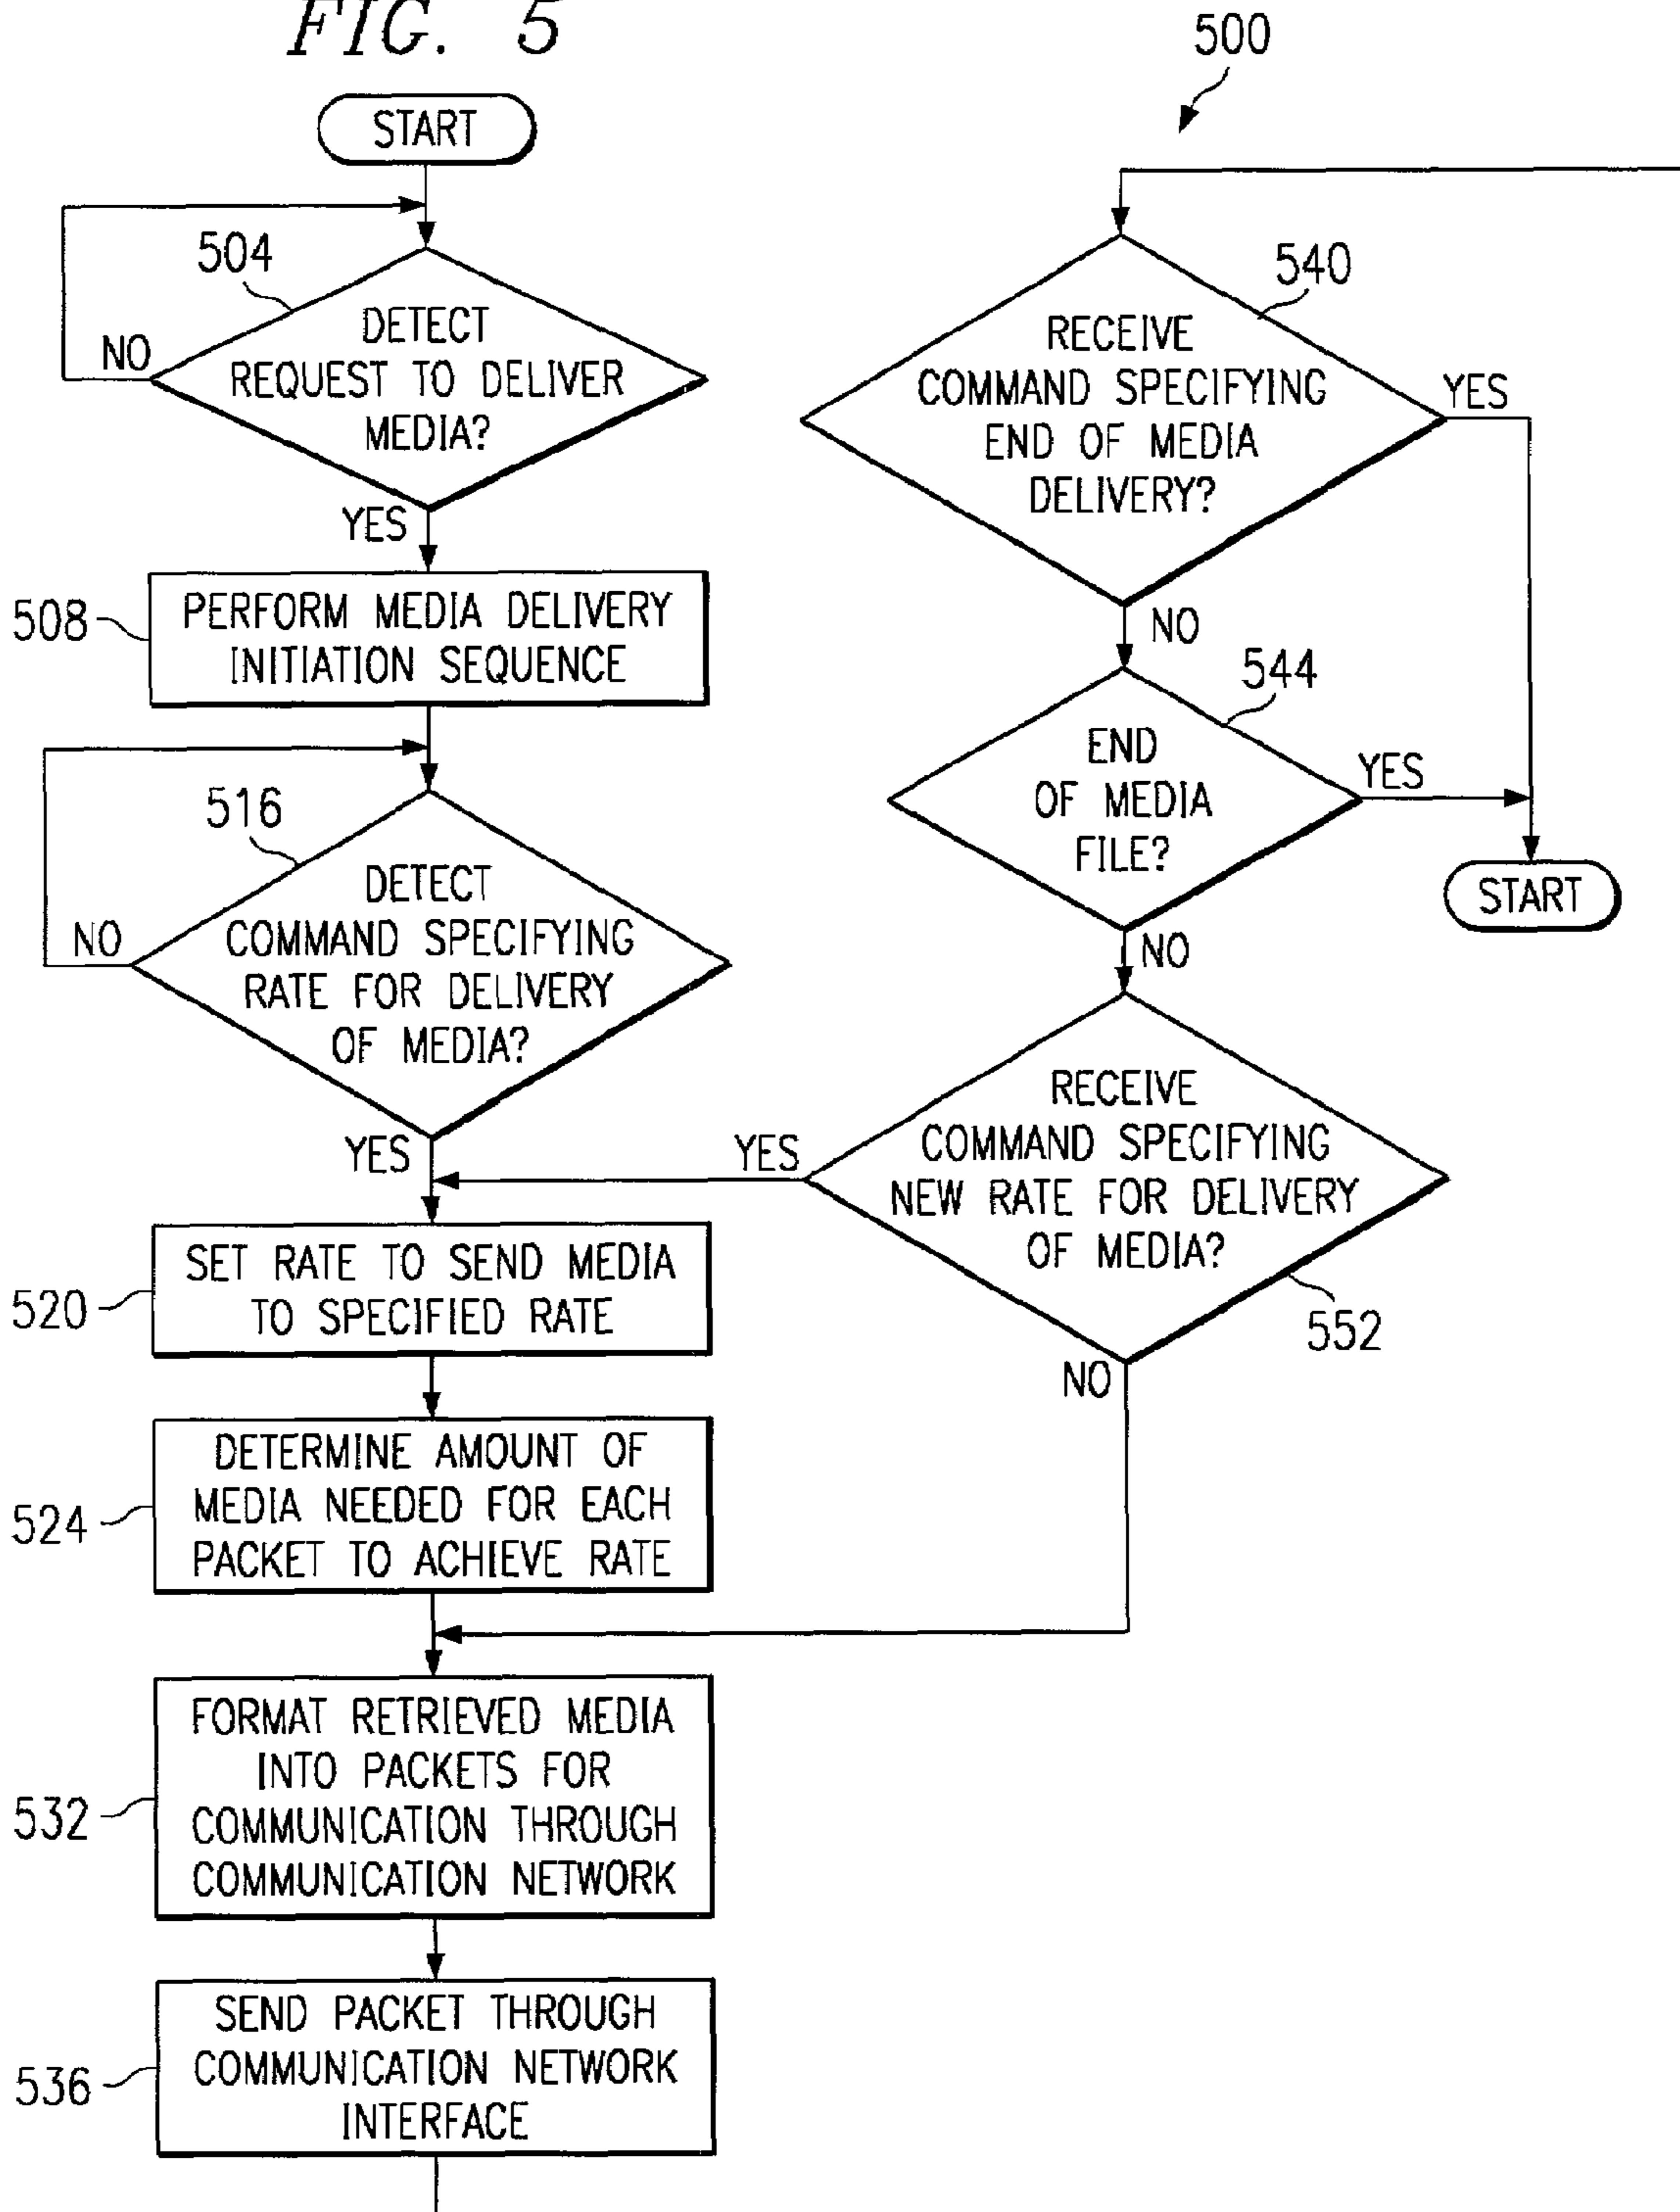 FIG. 5
START
504
DETECT
REQUEST TO DELIVER
MEDIA?
NO
YES
508
PERFORM MEDIA DELIVERY
INITIATION SEQUENCE
516
DETECT
COMMAND SPECIFYING
RATE FOR DELIVERY
OF MEDIA?
NO
YES
520
SET RATE TO SEND MEDIA
TO SPECIFIED RATE
524
DETERMINE AMOUNT OF
MEDIA NEEDED FOR EACH
PACKET TO ACHIEVE RATE
532
FORMAT RETRIEVED MEDIA
INTO PACKETS FOR
COMMUNICATION THROUGH
COMMUNICATION NETWORK
536
SEND PACKET THROUGH
COMMUNICATION NETWORK
INTERFACE
500
540
RECEIVE
COMMAND SPECIFYING
END OF MEDIA
DELIVERY?
YES
NO
544
END
OF MEDIA
FILE?
YES
START
NO
RECEIVE
COMMAND SPECIFYING
NEW RATE FOR DELIVERY
OF MEDIA?
YES
552
NO